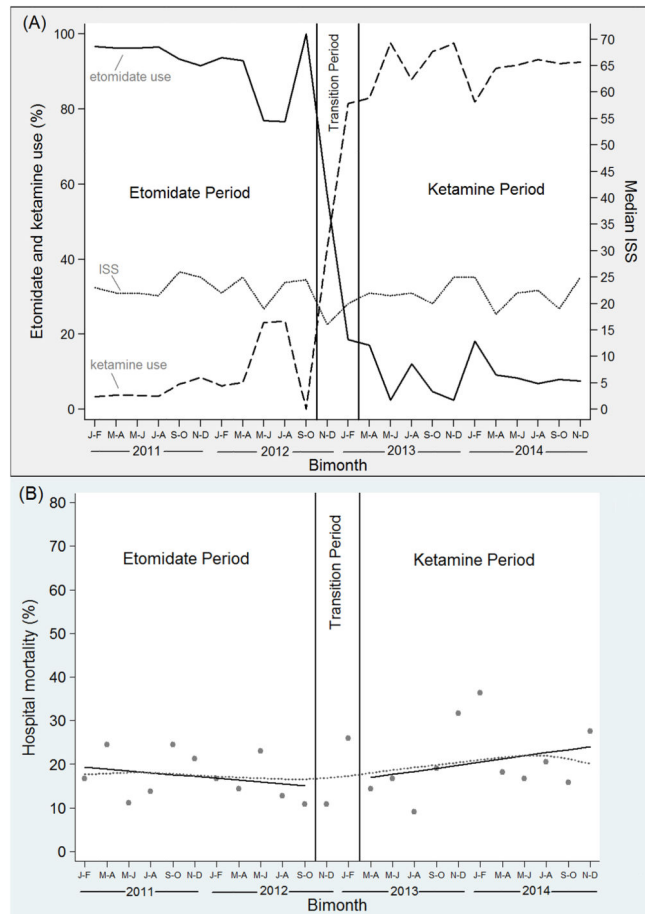 (A)
100
80
60
40
20
0
Etomidate and ketamine use (%)
etomidate use
Etomidate Period
Transition Period
Ketamine Period
ISS
ketamine use
70
65
60
55
50
45
40
35
30
25
20
15
10
5
0
Median ISS
J-F M-A M-J J-A S-O N-D J-F M-A M-J J-A S-O N-D J-F M-A M-J J-A S-O N-D J-F M-A M-J J-A S-O N-D
2011 2012 2013 2014
Bimonth
(B)
80
70
60
50
40
30
20
10
0
Hospital mortality (%)
Etomidate Period
Transition Period
Ketamine Period
J-F M-A M-J J-A S-O N-D J-F M-A M-J J-A S-O N-D J-F M-A M-J J-A S-O N-D J-F M-A M-J J-A S-O N-D
2011 2012 2013 2014
Bimonth